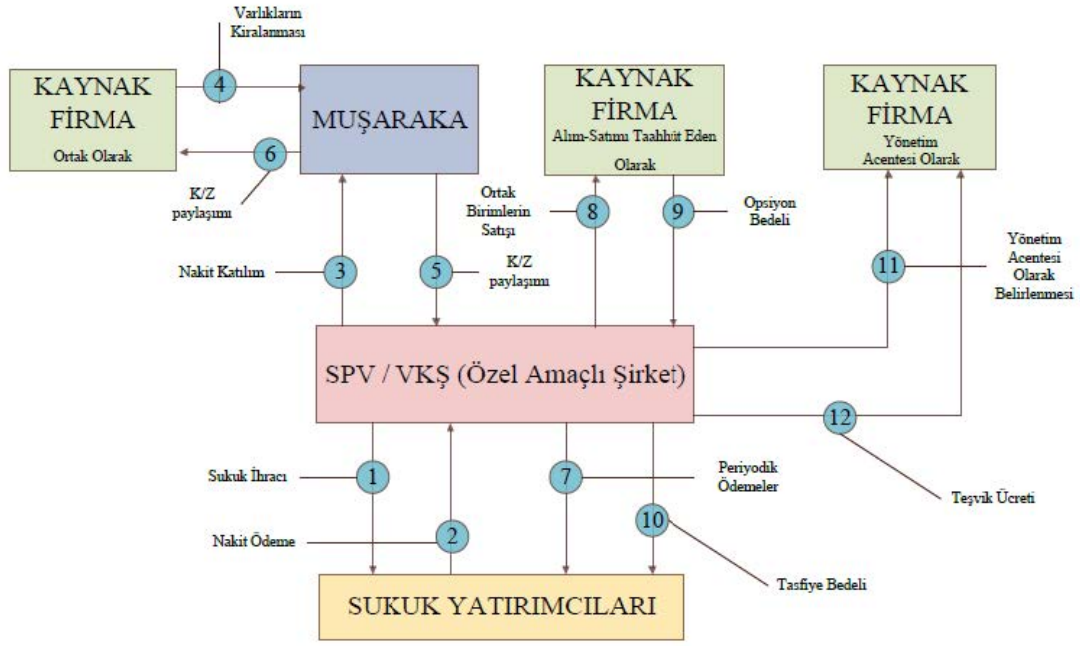 Varlıkların
Kiralanması
4
KAYNAK
FİRMA
Ortak Olarak
MUŞARAKA
KAYNAK
FİRMA
Alım-Satımı Taahhüt Eden
Olarak
KAYNAK
FİRMA
Yönetim
Acentesi Olarak
6
K/Z
paylaşımı
Ortak
Birimlerin
Satışı
8
9
Opsiyon
Bedeli
Nakit Katılım
3
5
K/Z
paylaşımı
11
Yönetim
Acentesi
Olarak
Belirlenmesi
SPV / VKŞ (Özel Amaçlı Şirket)
12
Teşvik Ücreti
Sukuk İhracı
1
7
Periyodik
Ödemeler
Nakit Ödeme
2
10
Tasfiye Bedeli
SUKUK YATIRIMCILARI